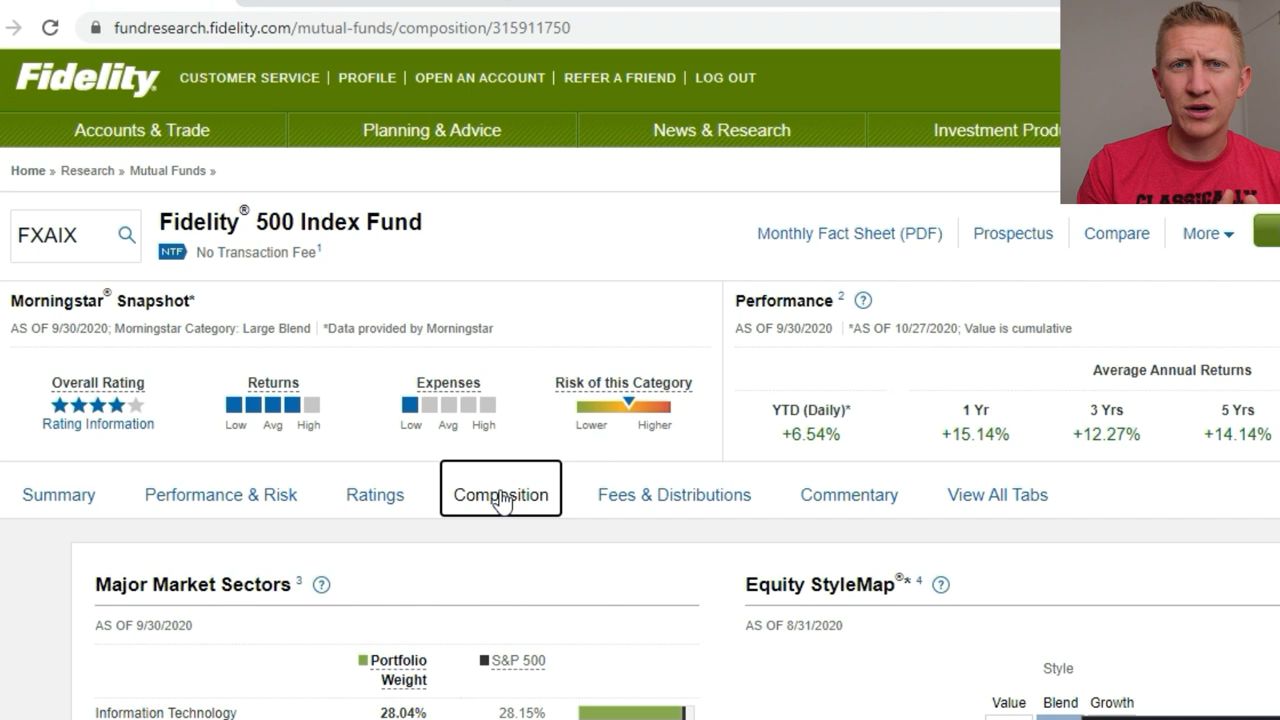 fundresearch.fidelity.com/mutual-funds/composition/315911750
Fidelity
CUSTOMER SERVICE | PROFILE | OPEN AN ACCOUNT | REFER A FRIEND | LOG OUT
Accounts & Trade Planning & Advice News & Research Investment Prod
Home » Research » Mutual Funds »
FXAIX
Fidelity® 500 Index Fund
NTF No Transaction Fee1
Monthly Fact Sheet (PDF) Prospectus Compare More
CLASSICALLY
Morningstar® Snapshot*
AS OF 9/30/2020; Morningstar Category: Large Blend | *Data provided by Morningstar
Overall Rating Returns Expenses Risk of this Category
Low Avg High Low Avg High Lower Higher
Rating Information
Performance 2 ?
AS OF 9/30/2020 | *AS OF 10/27/2020; Value is cumulative
Average Annual Returns
YTD (Daily)* 1 Yr 3 Yrs 5 Yrs
+6.54% +15.14% +12.27% +14.14%
Summary Performance & Risk Ratings Composition Fees & Distributions Commentary View All Tabs
Major Market Sectors 3 ?
AS OF 9/30/2020
Portfolio Weight S&P 500
Information Technology 28.04% 28.15%
Equity StyleMap®* 4 ?
AS OF 8/31/2020
Style
Value Blend Growth